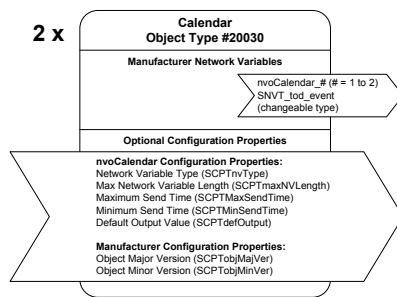 2 x
Calendar
Object Type #20030
Manufacturer Network Variables
nvoCalendar_# (# = 1 to 2)
SNVT_tod_event
(changeable type)
Optional Configuration Properties
nvoCalendar Configuration Properties:
Network Variable Type (SCPTnvType)
Max Network Variable Length (SCPTmaxNVLength)
Maximum Send Time (SCPTMaxSendTime)
Minimum Send Time (SCPTMinSendTime)
Default Output Value (SCPTdefOutput)
Manufacturer Configuration Properties:
Object Major Version (SCPTobjMajVer)
Object Minor Version (SCPTobjMinVer)